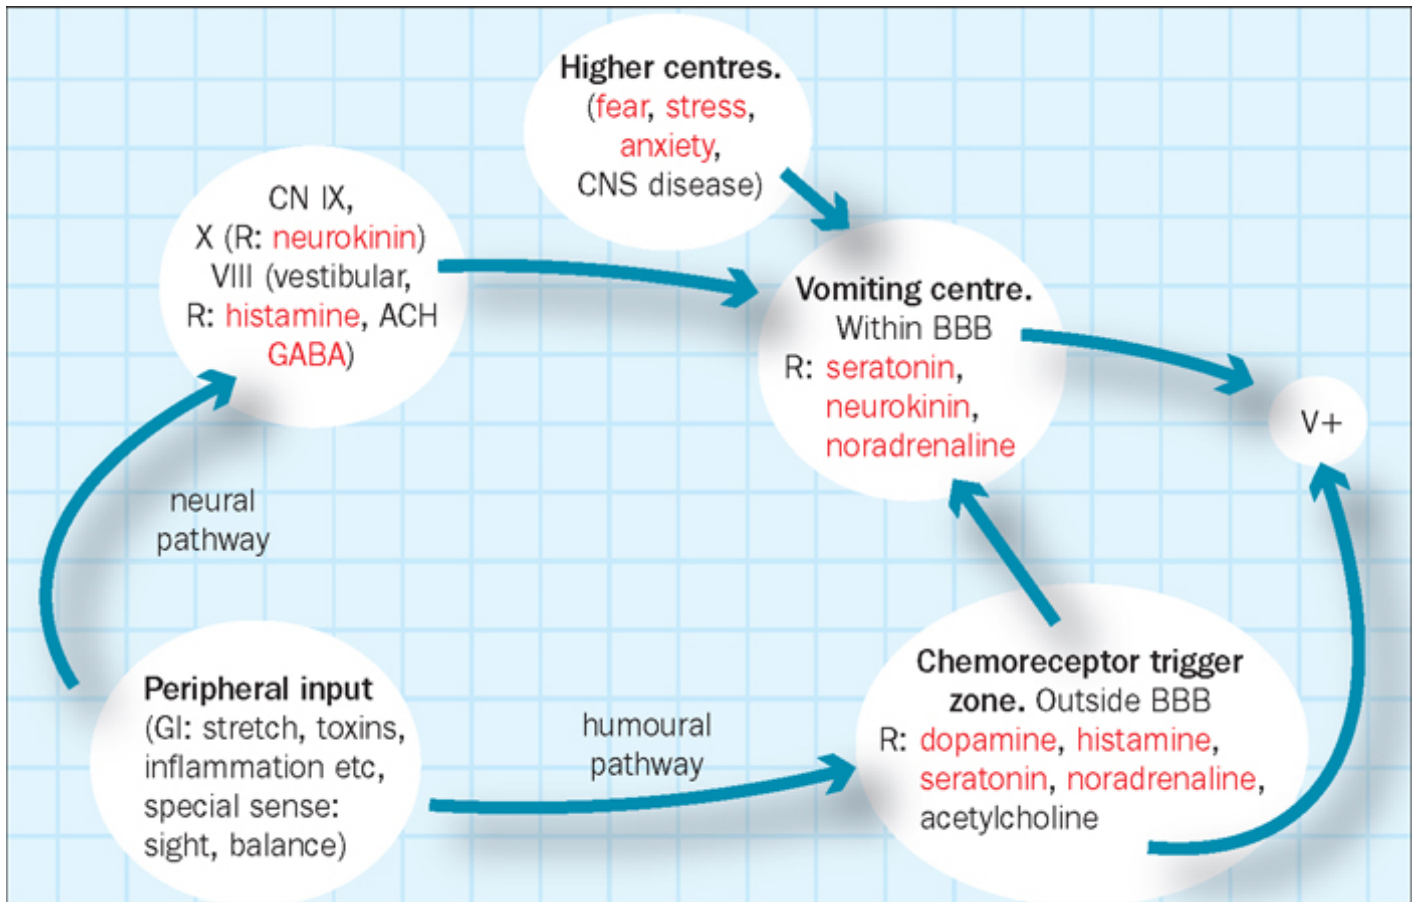 Higher centres.
(fear, stress,
anxiety,
CNS disease)
CN IX,
X (R: neurokinin)
VIII (vestibular,
R: histamine, ACH
GABA)
Vomiting centre.
Within BBB
R: seratonin,
neurokinin,
noradrenaline
V+
neural
pathway
Peripheral input
(GI: stretch, toxins,
inflammation etc,
special sense:
sight, balance)
humoural
pathway
Chemoreceptor trigger
zone. Outside BBB
R: dopamine, histamine,
seratonin, noradrenaline,
acetylcholine